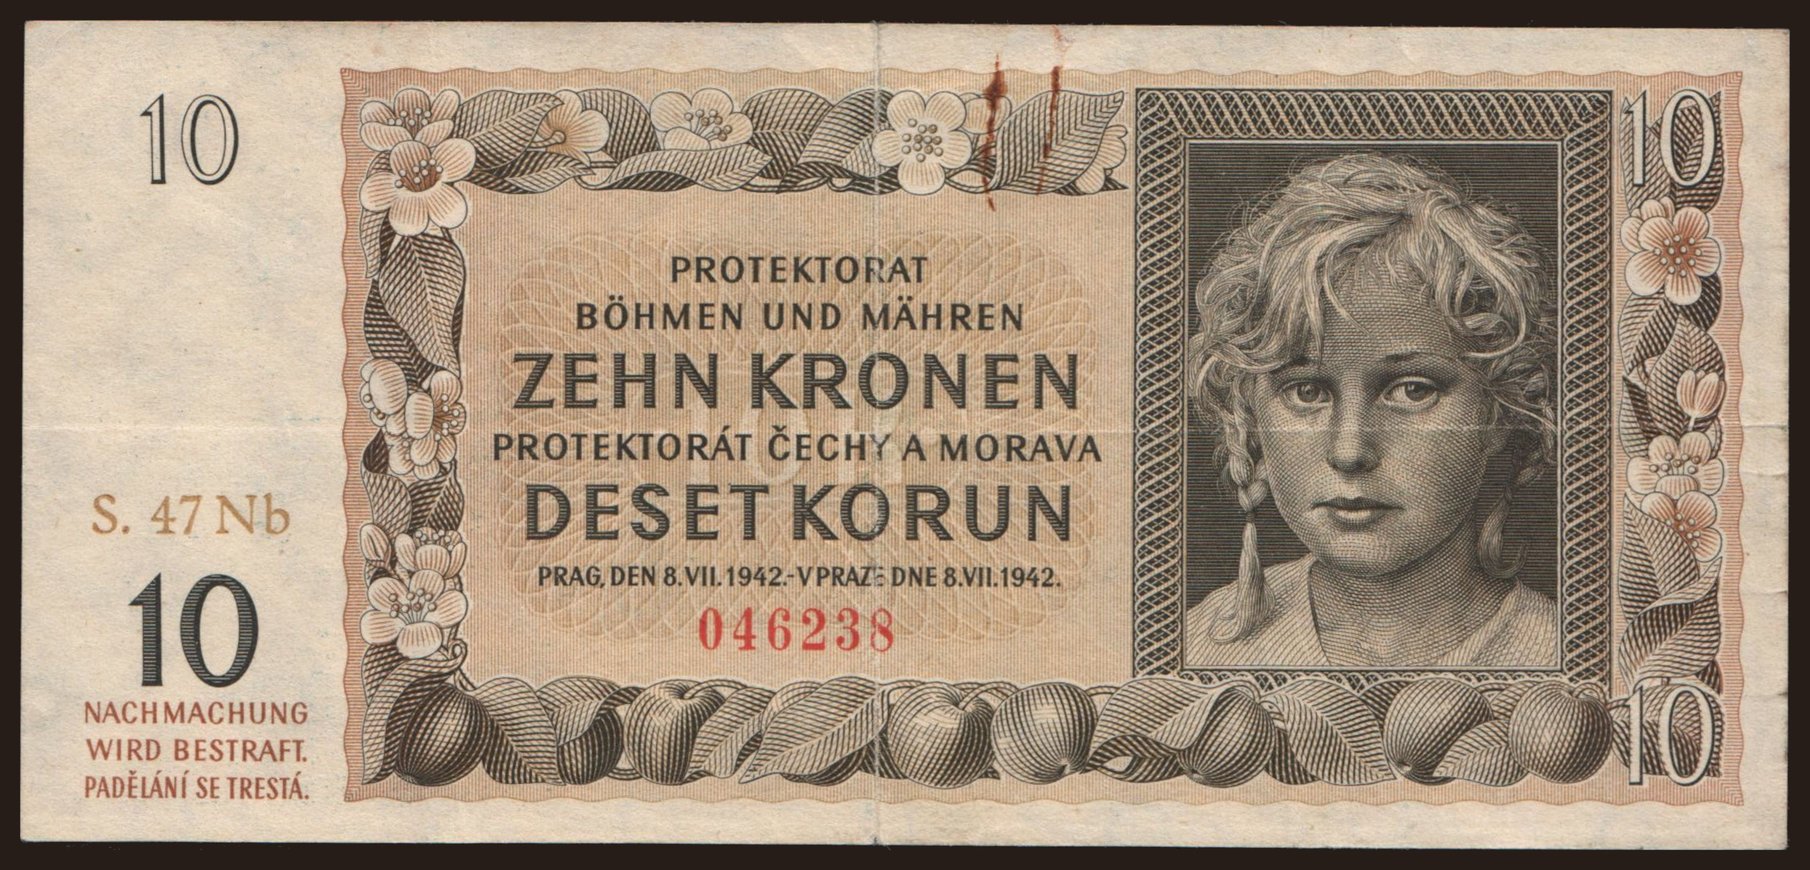 10
10
PROTEKTORAT
BÖHMEN UND MÄHREN
ZEHN KRONEN
PROTEKTORÁT ČECHY A MORAVA
DESET KORUN
PRAG, DEN 8.VII.1942.-V PRAZE DNE 8.VII.1942.
046238
S. 47 Nb
10
NACHMACHUNG
WIRD BESTRAFT.
PADĚLÁNÍ SE TRESTÁ.
10